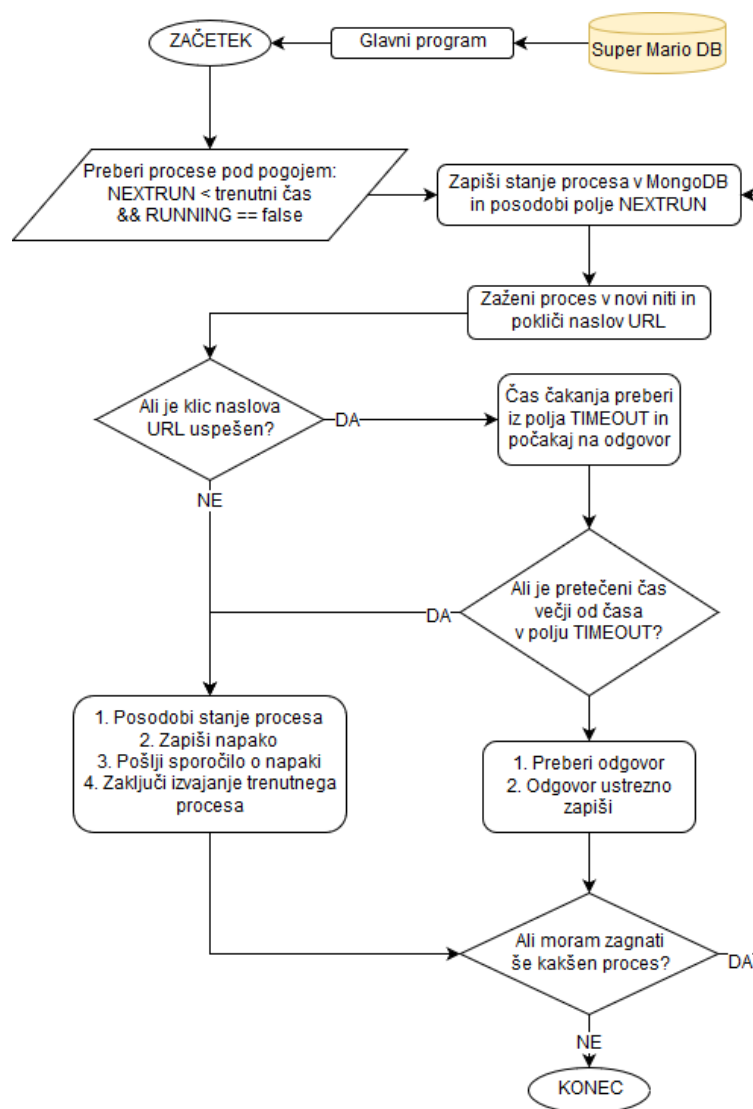 ZAČETEK
Glavni program
Super Mario DB
Preberi procese pod pogojem:
NEXTRUN < trenutni čas
&& RUNNING == false
Zapiši stanje procesa v MongoDB
in posodobi polje NEXTRUN
Zaženi proces v novi niti in
pokliči naslov URL
Ali je klic naslova
URL uspešen?
DA
Čas čakanja preberi
iz polja TIMEOUT in
počakaj na odgovor
NE
Ali je pretečeni čas
večji od časa
v polju TIMEOUT?
DA
1. Posodobi stanje procesa
2. Zapiši napako
3. Pošlji sporočilo o napaki
4. Zaključi izvajanje trenutnega
procesa
1. Preberi odgovor
2. Odgovor ustrezno
zapiši
Ali moram zagnati
še kakšen proces?
DA
NE
KONEC